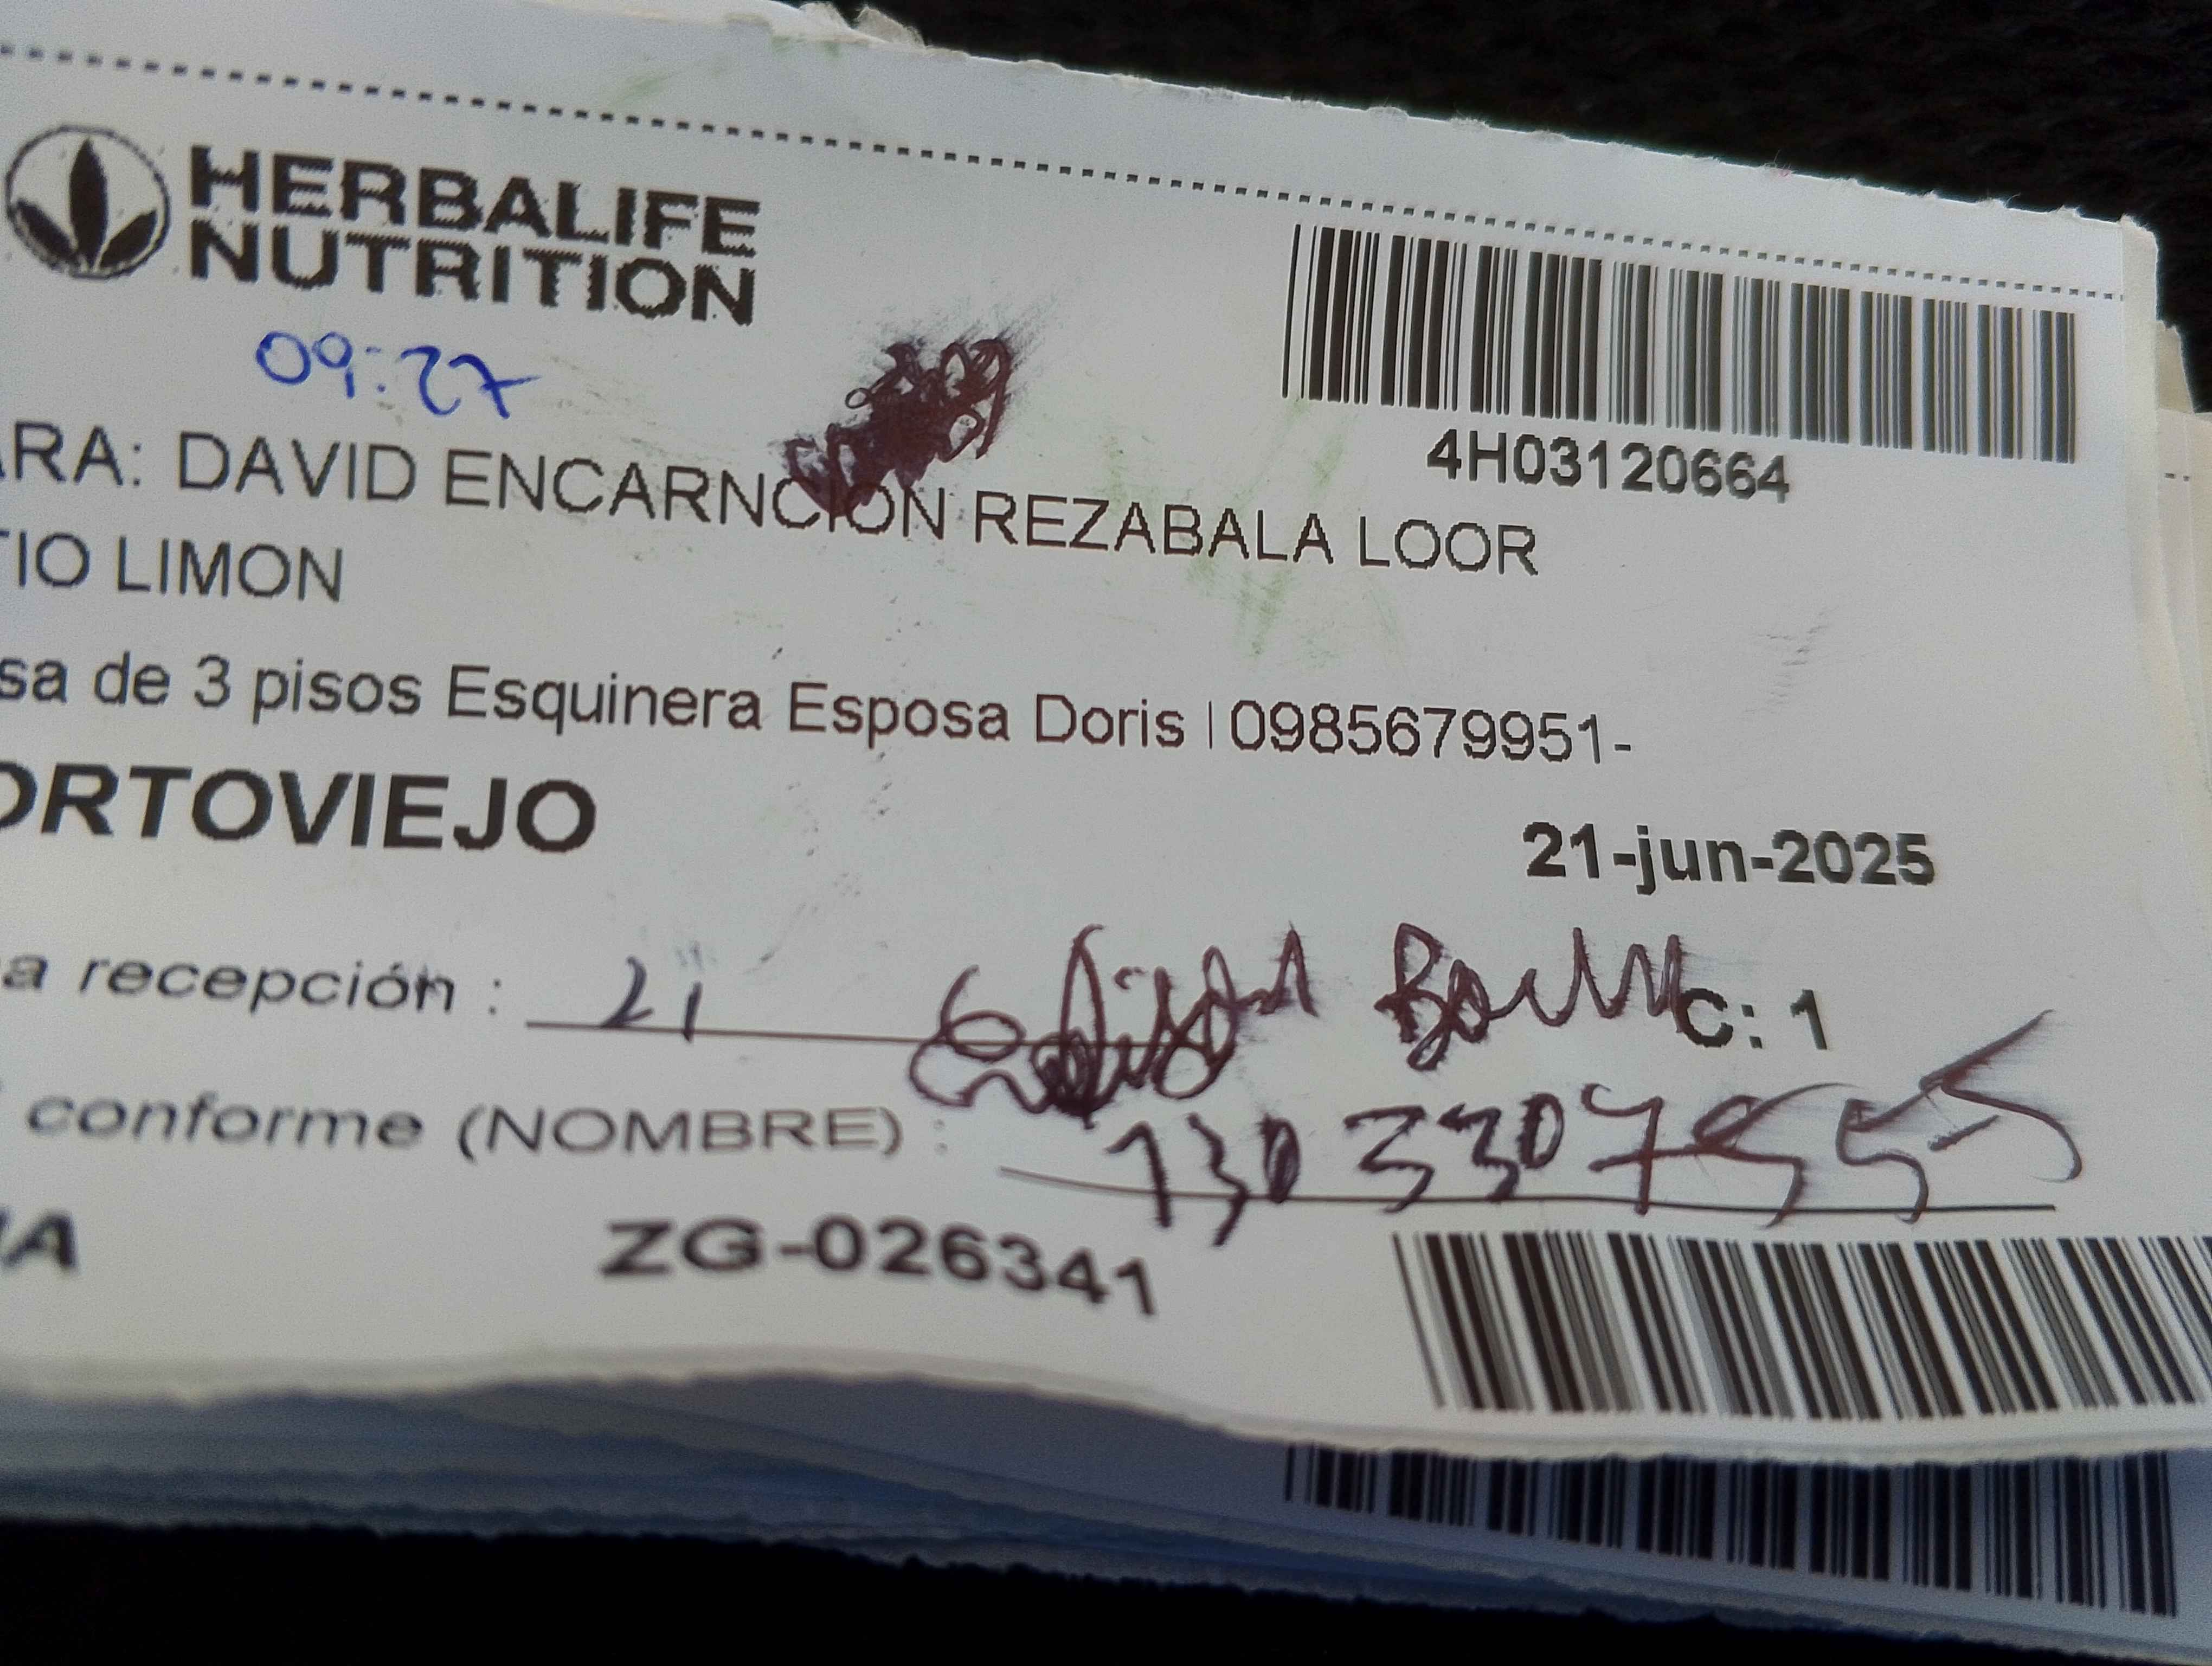 HERBALIFE
NUTRITION
09:27
4H03120664
ARA: DAVID ENCARNCION REZABALA LOOR
TIO LIMON
sa de 3 pisos Esquinera Esposa Doris | 0985679951-
ORTOVIEJO
21-jun-2025
a recepción : 21
C: 1
conforme (NOMBRE) :
ZG-026341